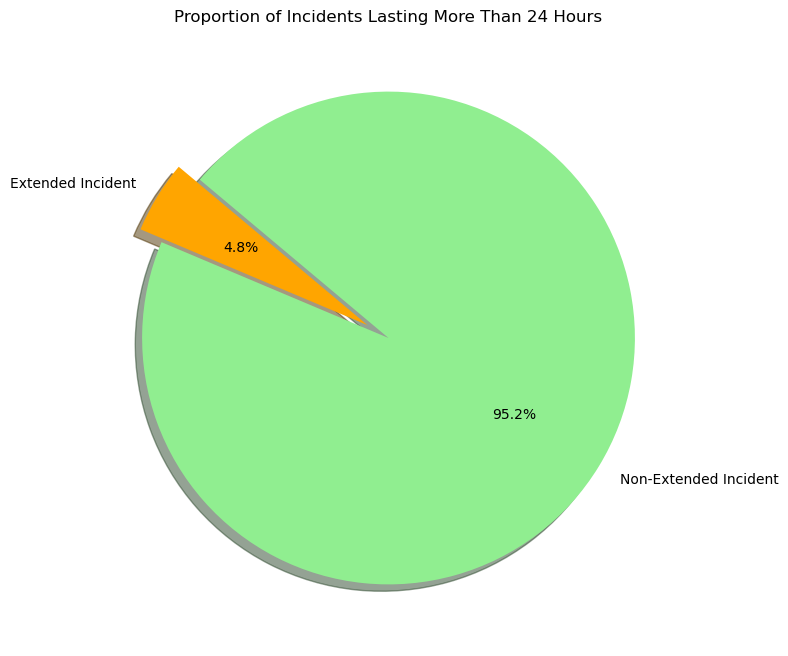 Proportion of Incidents Lasting More Than 24 Hours
Extended Incident
4.8%
95.2%
Non-Extended Incident